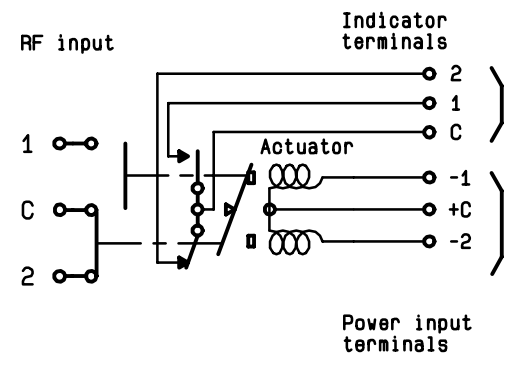 RF input
Indicator
terminals
2
1
C
1
Actuator
-1
C
+C
-2
2
Power input
terminals